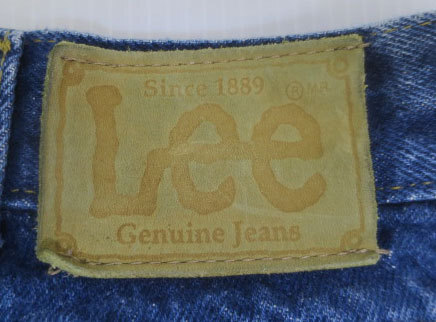 Since 1889
Lee ® MR
Genuine Jeans